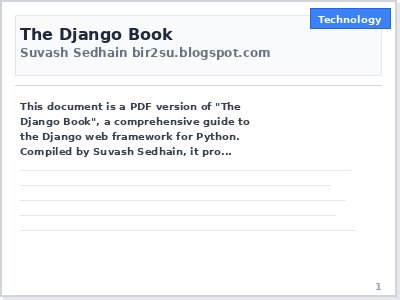 Technology
The Django Book
Suvash Sedhain bir2su.blogspot.com
This document is a PDF version of "The
Django Book", a comprehensive guide to
the Django web framework for Python.
Compiled by Suvash Sedhain, it pro...
1